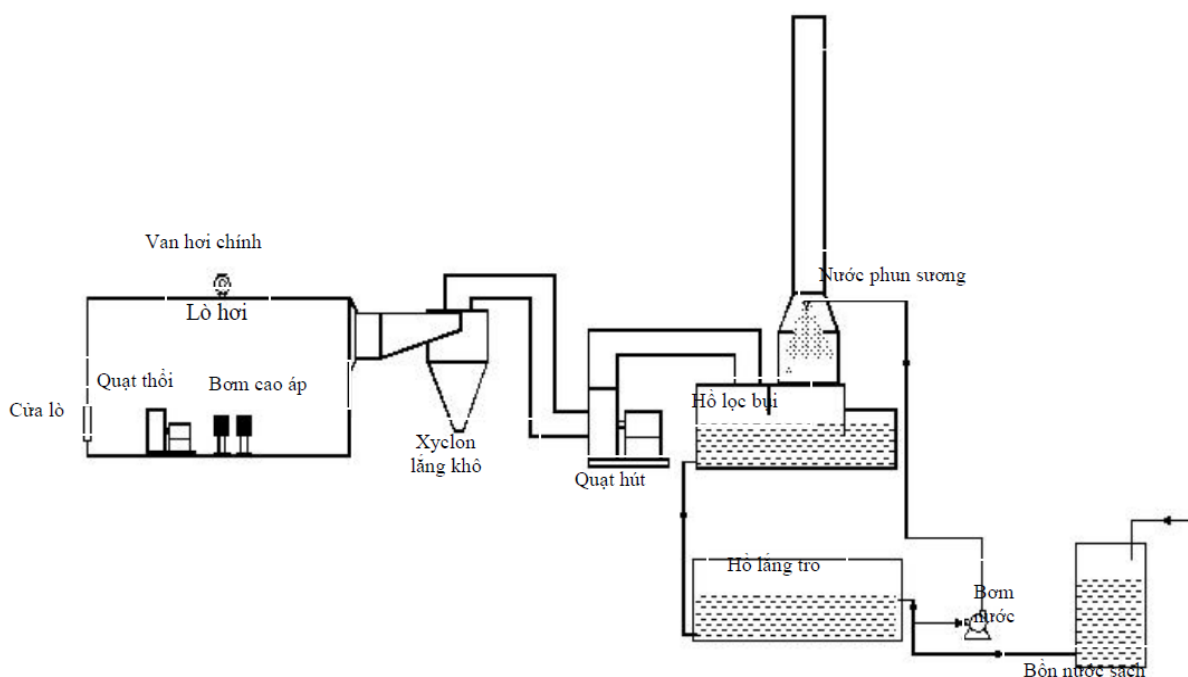 Nước phun sương
Van hơi chính
Lò hơi
Quạt thổi
Bơm cao áp
Cửa lò
Hồ lọc bụi
Xyclon
lắng khô
Quạt hút
Hồ lắng tro
Bơm
nước
Bồn nước sạch